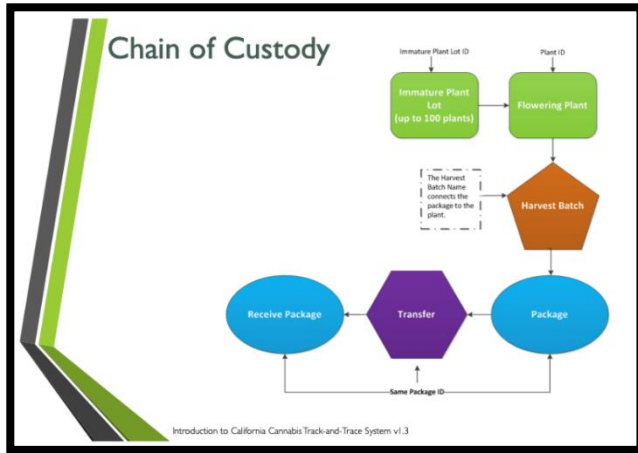 Chain of Custody
Immature Plant Lot ID
Plant ID
Immature Plant
Lot
(up to 100 plants)
Flowering Plant
The Harvest
Batch Name
connects the
package to the
plant.
Harvest Batch
Receive Package
Transfer
Package
Same Package ID
Introduction to California Cannabis Track-and-Trace System v1.3